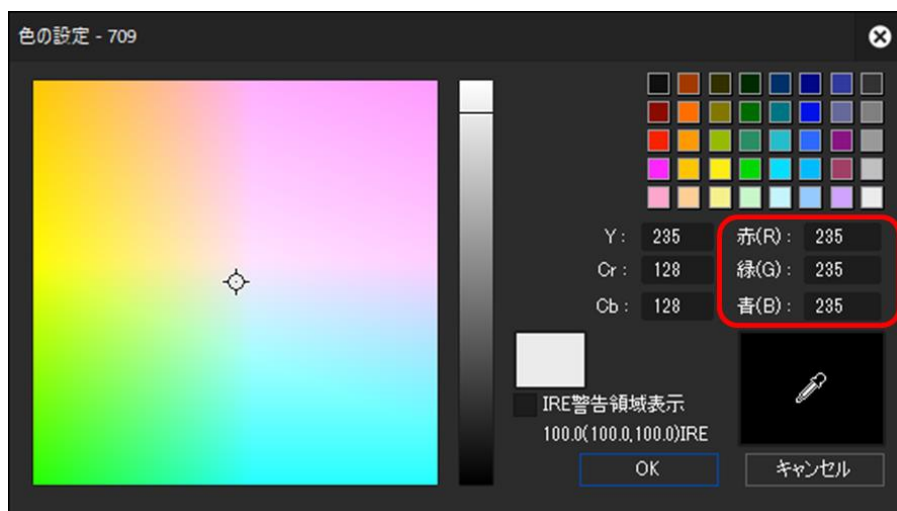 色の設定 - 709
Y : 235 赤(R) : 235
Cr : 128 緑(G) : 235
Cb : 128 青(B) : 235
IRE警告領域表示
100.0(100.0,100.0)IRE
OK キャンセル